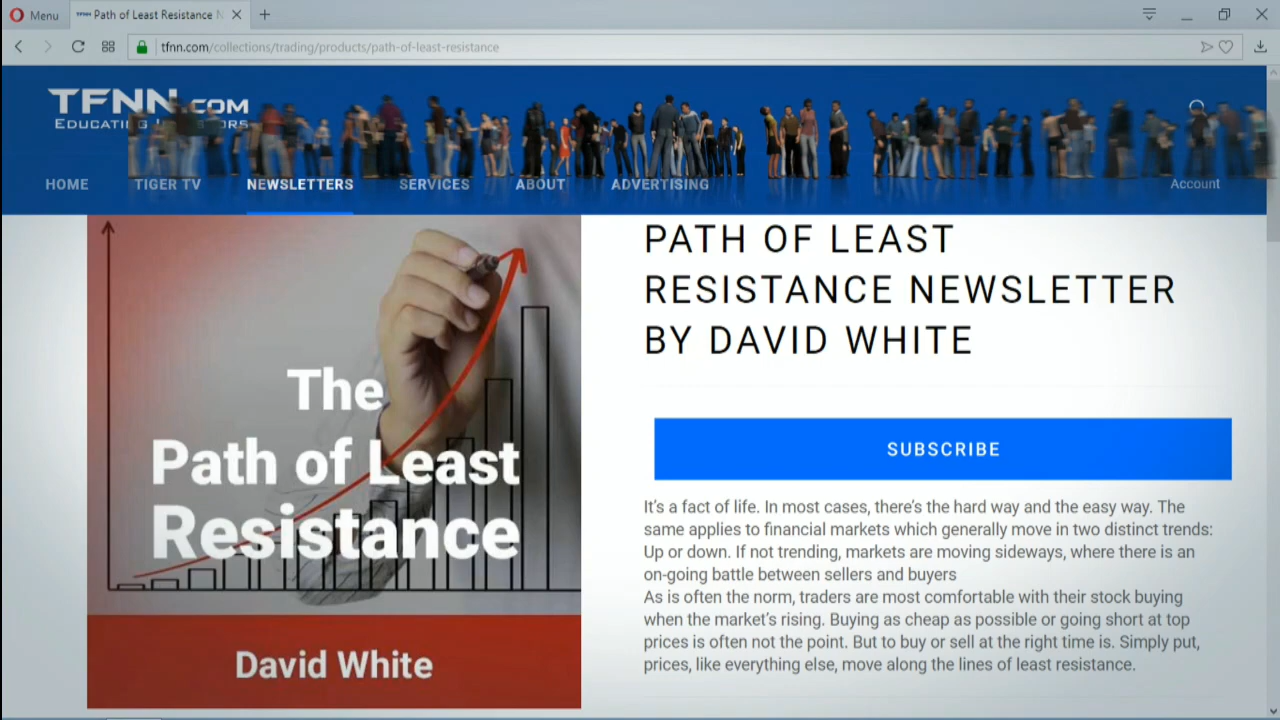 Menu
Path of Least Resistance N
tfnn.com/collections/trading/products/path-of-least-resistance
TFNN.COM
HOME
TIGER TV
NEWSLETTERS
SERVICES
ABOUT
ADVERTISING
Account
The
Path of Least
Resistance
David White
PATH OF LEAST
RESISTANCE NEWSLETTER
BY DAVID WHITE
SUBSCRIBE
It's a fact of life. In most cases, there's the hard way and the easy way. The
same applies to financial markets which generally move in two distinct trends:
Up or down. If not trending, markets are moving sideways, where there is an
on-going battle between sellers and buyers
As is often the norm, traders are most comfortable with their stock buying
when the market's rising. Buying as cheap as possible or going short at top
prices is often not the point. But to buy or sell at the right time is. Simply put,
prices, like everything else, move along the lines of least resistance.